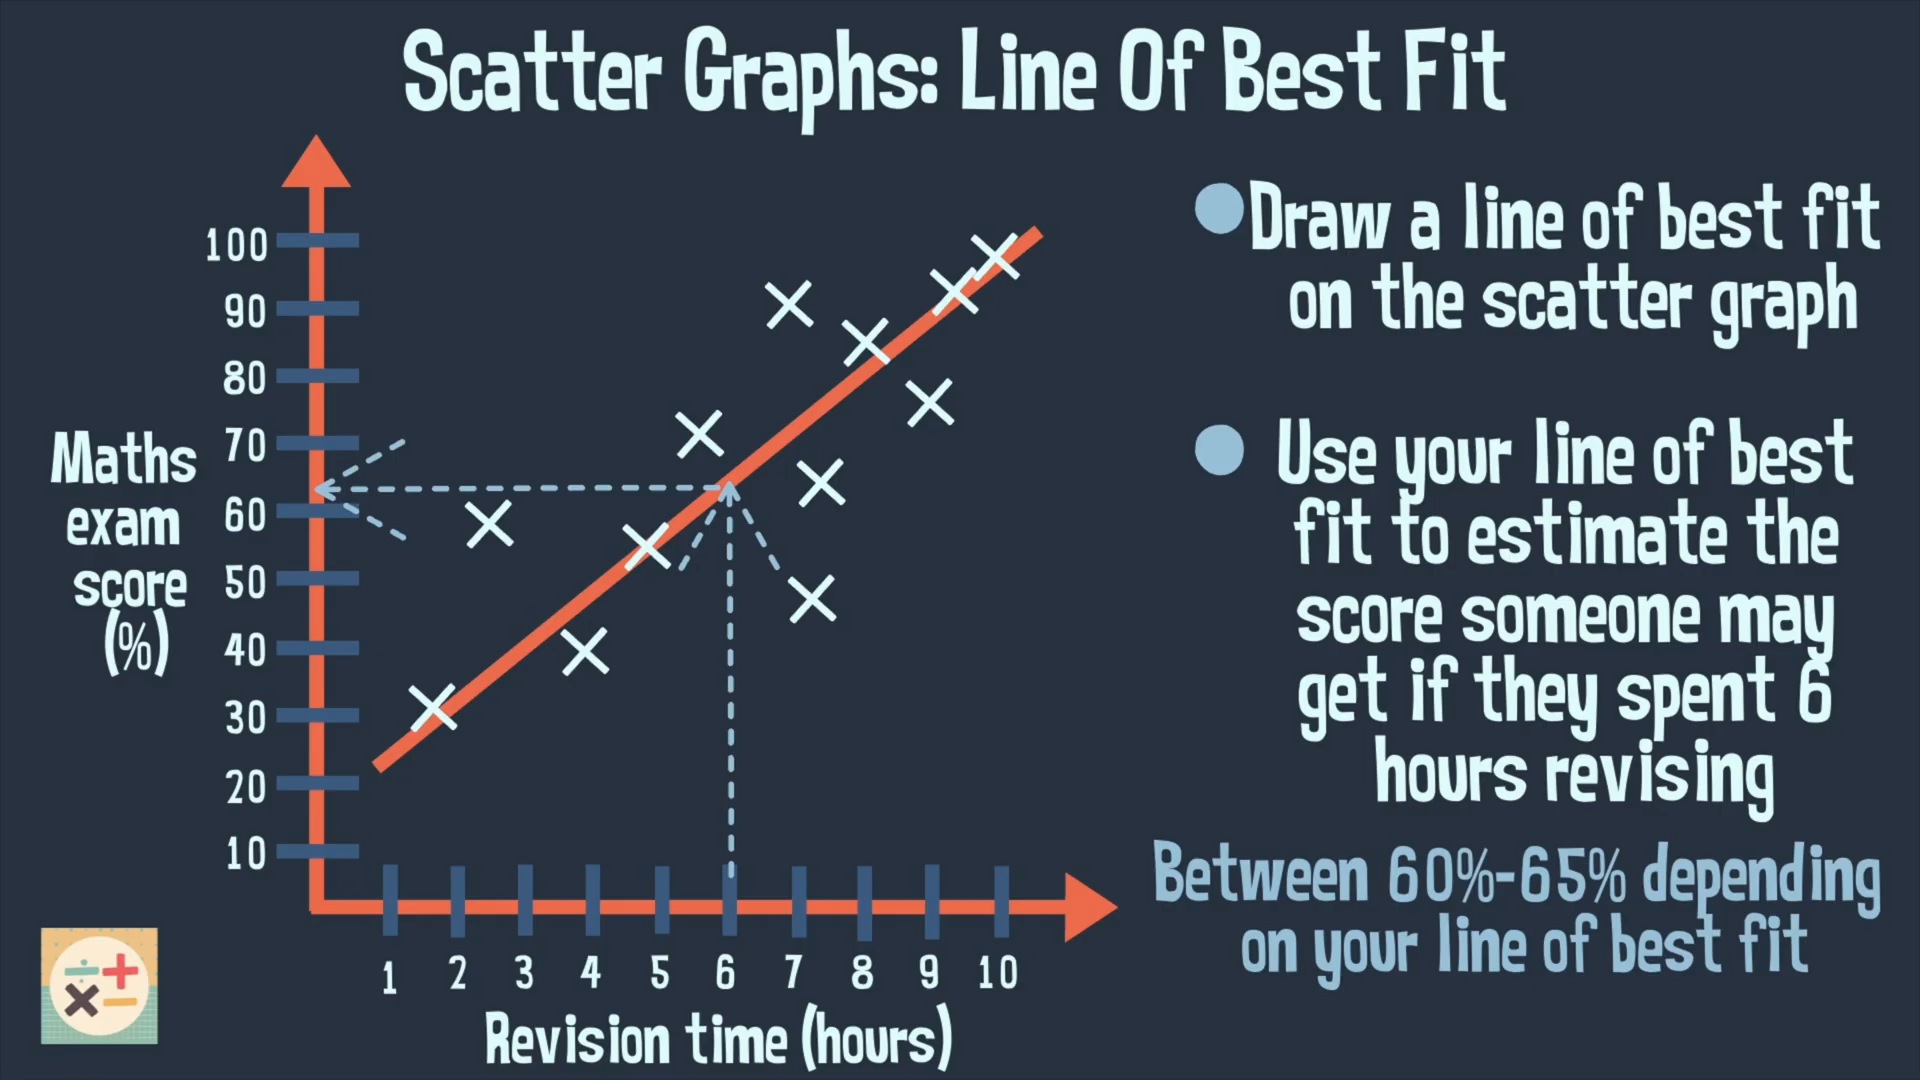 Scatter Graphs: Line Of Best Fit
100
90
80
70
60
50
40
30
20
10
Maths
exam
score
(%)
1 2 3 4 5 6 7 8 9 10
Revision time (hours)
Draw a line of best fit
on the scatter graph
Use your line of best
fit to estimate the
score someone may
get if they spent 6
hours revising
Between 60%-65% depending
on your line of best fit